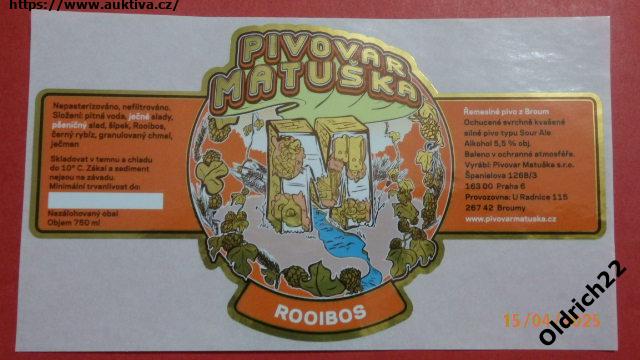 https://www.auktiva.cz/
PIVOVAR
MATUŠKA
Nepasterizováno, nefiltrováno.
Složení: pitná voda, ječné slady,
pšeničný slad, šípek, Rooibos,
černý rybíz, granulovaný chmel,
ječman
Skladovat v temnu a chladu
do 10° C. Zákal a sediment
nejsou na závadu.
Minimální trvanlivost do:
Nezálohovaný obal
Objem 750 ml
Řemeslné pivo z Broum
Ochucené svrchně kvašené
silné pivo typu Sour Ale
Alkohol 5,5 % obj.
Baleno v ochranné atmosféře.
Vyrábí: Pivovar Matuška s.r.o.
Španielova 1268/3
163 00 Praha 6
Provozovna: U Radnice 115
267 42 Broumy
www.pivovarmatuska.cz
ROOIBOS
15/04/2025
Oldrich22